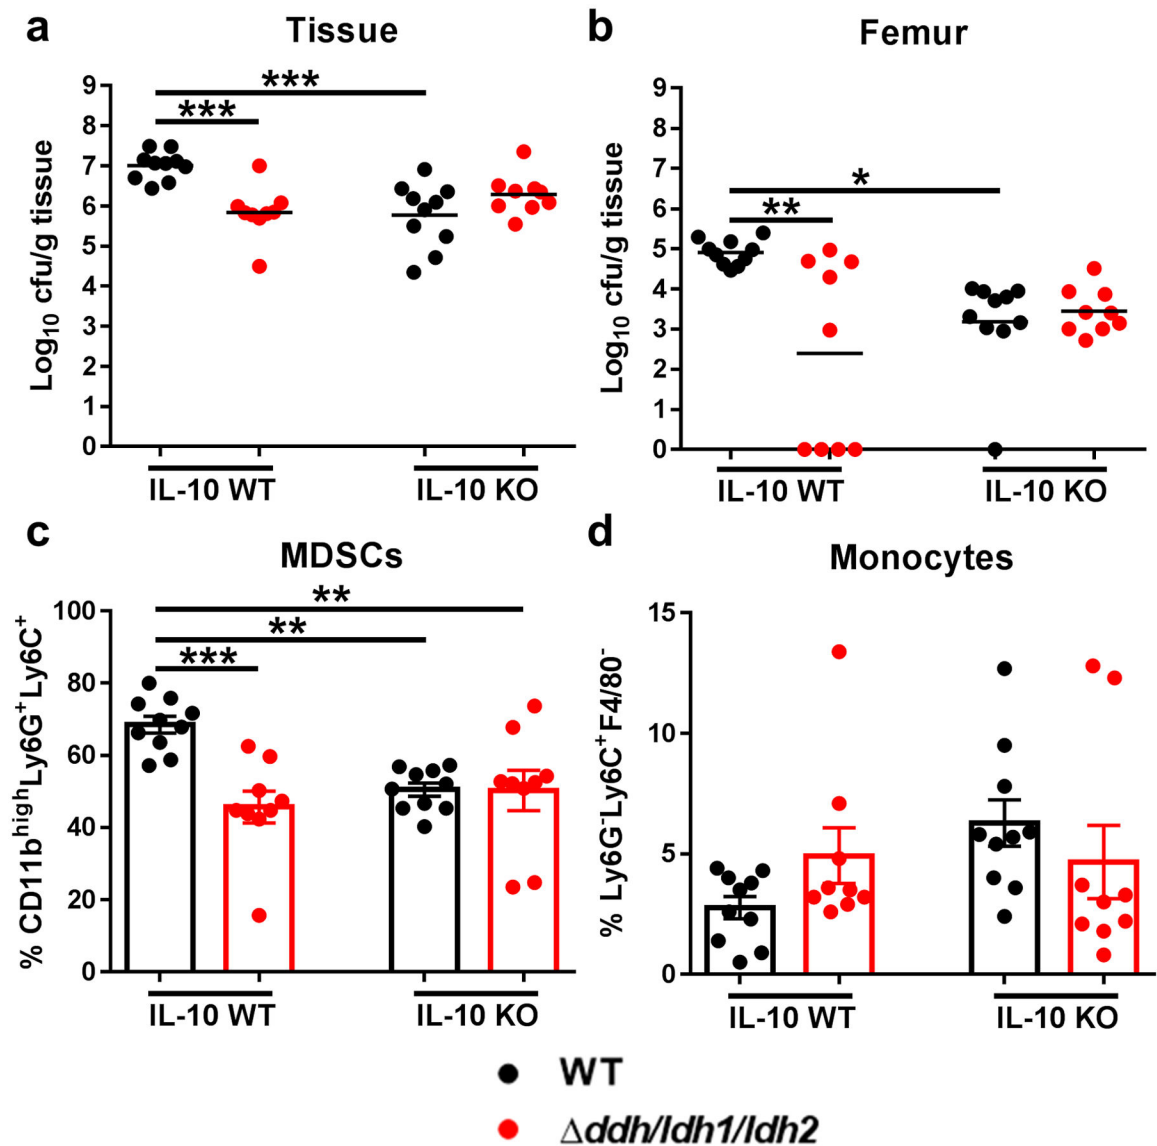 a
Tissue
Log10 cfu/g tissue
9
8
7
6
5
4
3
2
1
0
***
***
IL-10 WT
IL-10 KO
b
Femur
Log10 cfu/g tissue
9
8
7
6
5
4
3
2
1
0
*
**
IL-10 WT
IL-10 KO
c
MDSCs
% CD11bhighLy6G+Ly6C+
100
80
60
40
20
0
**
**
***
IL-10 WT
IL-10 KO
d
Monocytes
% Ly6G-Ly6C+F4/80-
15
10
5
0
IL-10 WT
IL-10 KO
WT
Δddh/ldh1/ldh2